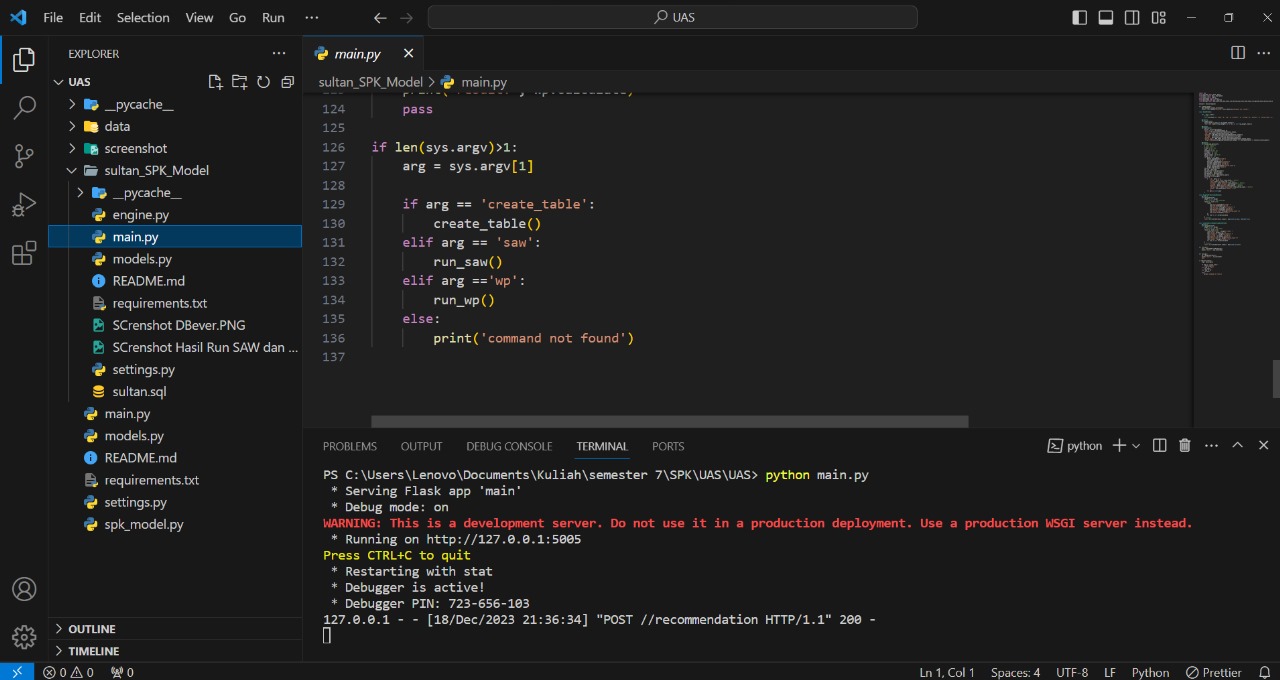 File Edit Selection View Go Run ··· UAS
EXPLORER ···
UAS
__pycache__
data
screenshot
sultan_SPK_Model
__pycache__
engine.py
main.py
models.py
README.md
requirements.txt
SCrenshot DBever.PNG
SCrenshot Hasil Run SAW dan ...
settings.py
sultan.sql
main.py
models.py
README.md
requirements.txt
settings.py
spk_model.py
OUTLINE
TIMELINE
main.py
sultan_SPK_Model > main.py
124 pass
125
126 if len(sys.argv)>1:
127 arg = sys.argv[1]
128
129 if arg == 'create_table':
130 create_table()
131 elif arg == 'saw':
132 run_saw()
133 elif arg =='wp':
134 run_wp()
135 else:
136 print('command not found')
137
PROBLEMS OUTPUT DEBUG CONSOLE TERMINAL PORTS python
PS C:\Users\Lenovo\Documents\Kuliah\semester 7\SPK\UAS\UAS> python main.py
* Serving Flask app 'main'
* Debug mode: on
WARNING: This is a development server. Do not use it in a production deployment. Use a production WSGI server instead.
* Running on http://127.0.0.1:5005
Press CTRL+C to quit
* Restarting with stat
* Debugger is active!
* Debugger PIN: 723-656-103
127.0.0.1 - - [18/Dec/2023 21:36:34] "POST //recommendation HTTP/1.1" 200 -
0 0 0 Ln 1, Col 1 Spaces: 4 UTF-8 LF Python Prettier